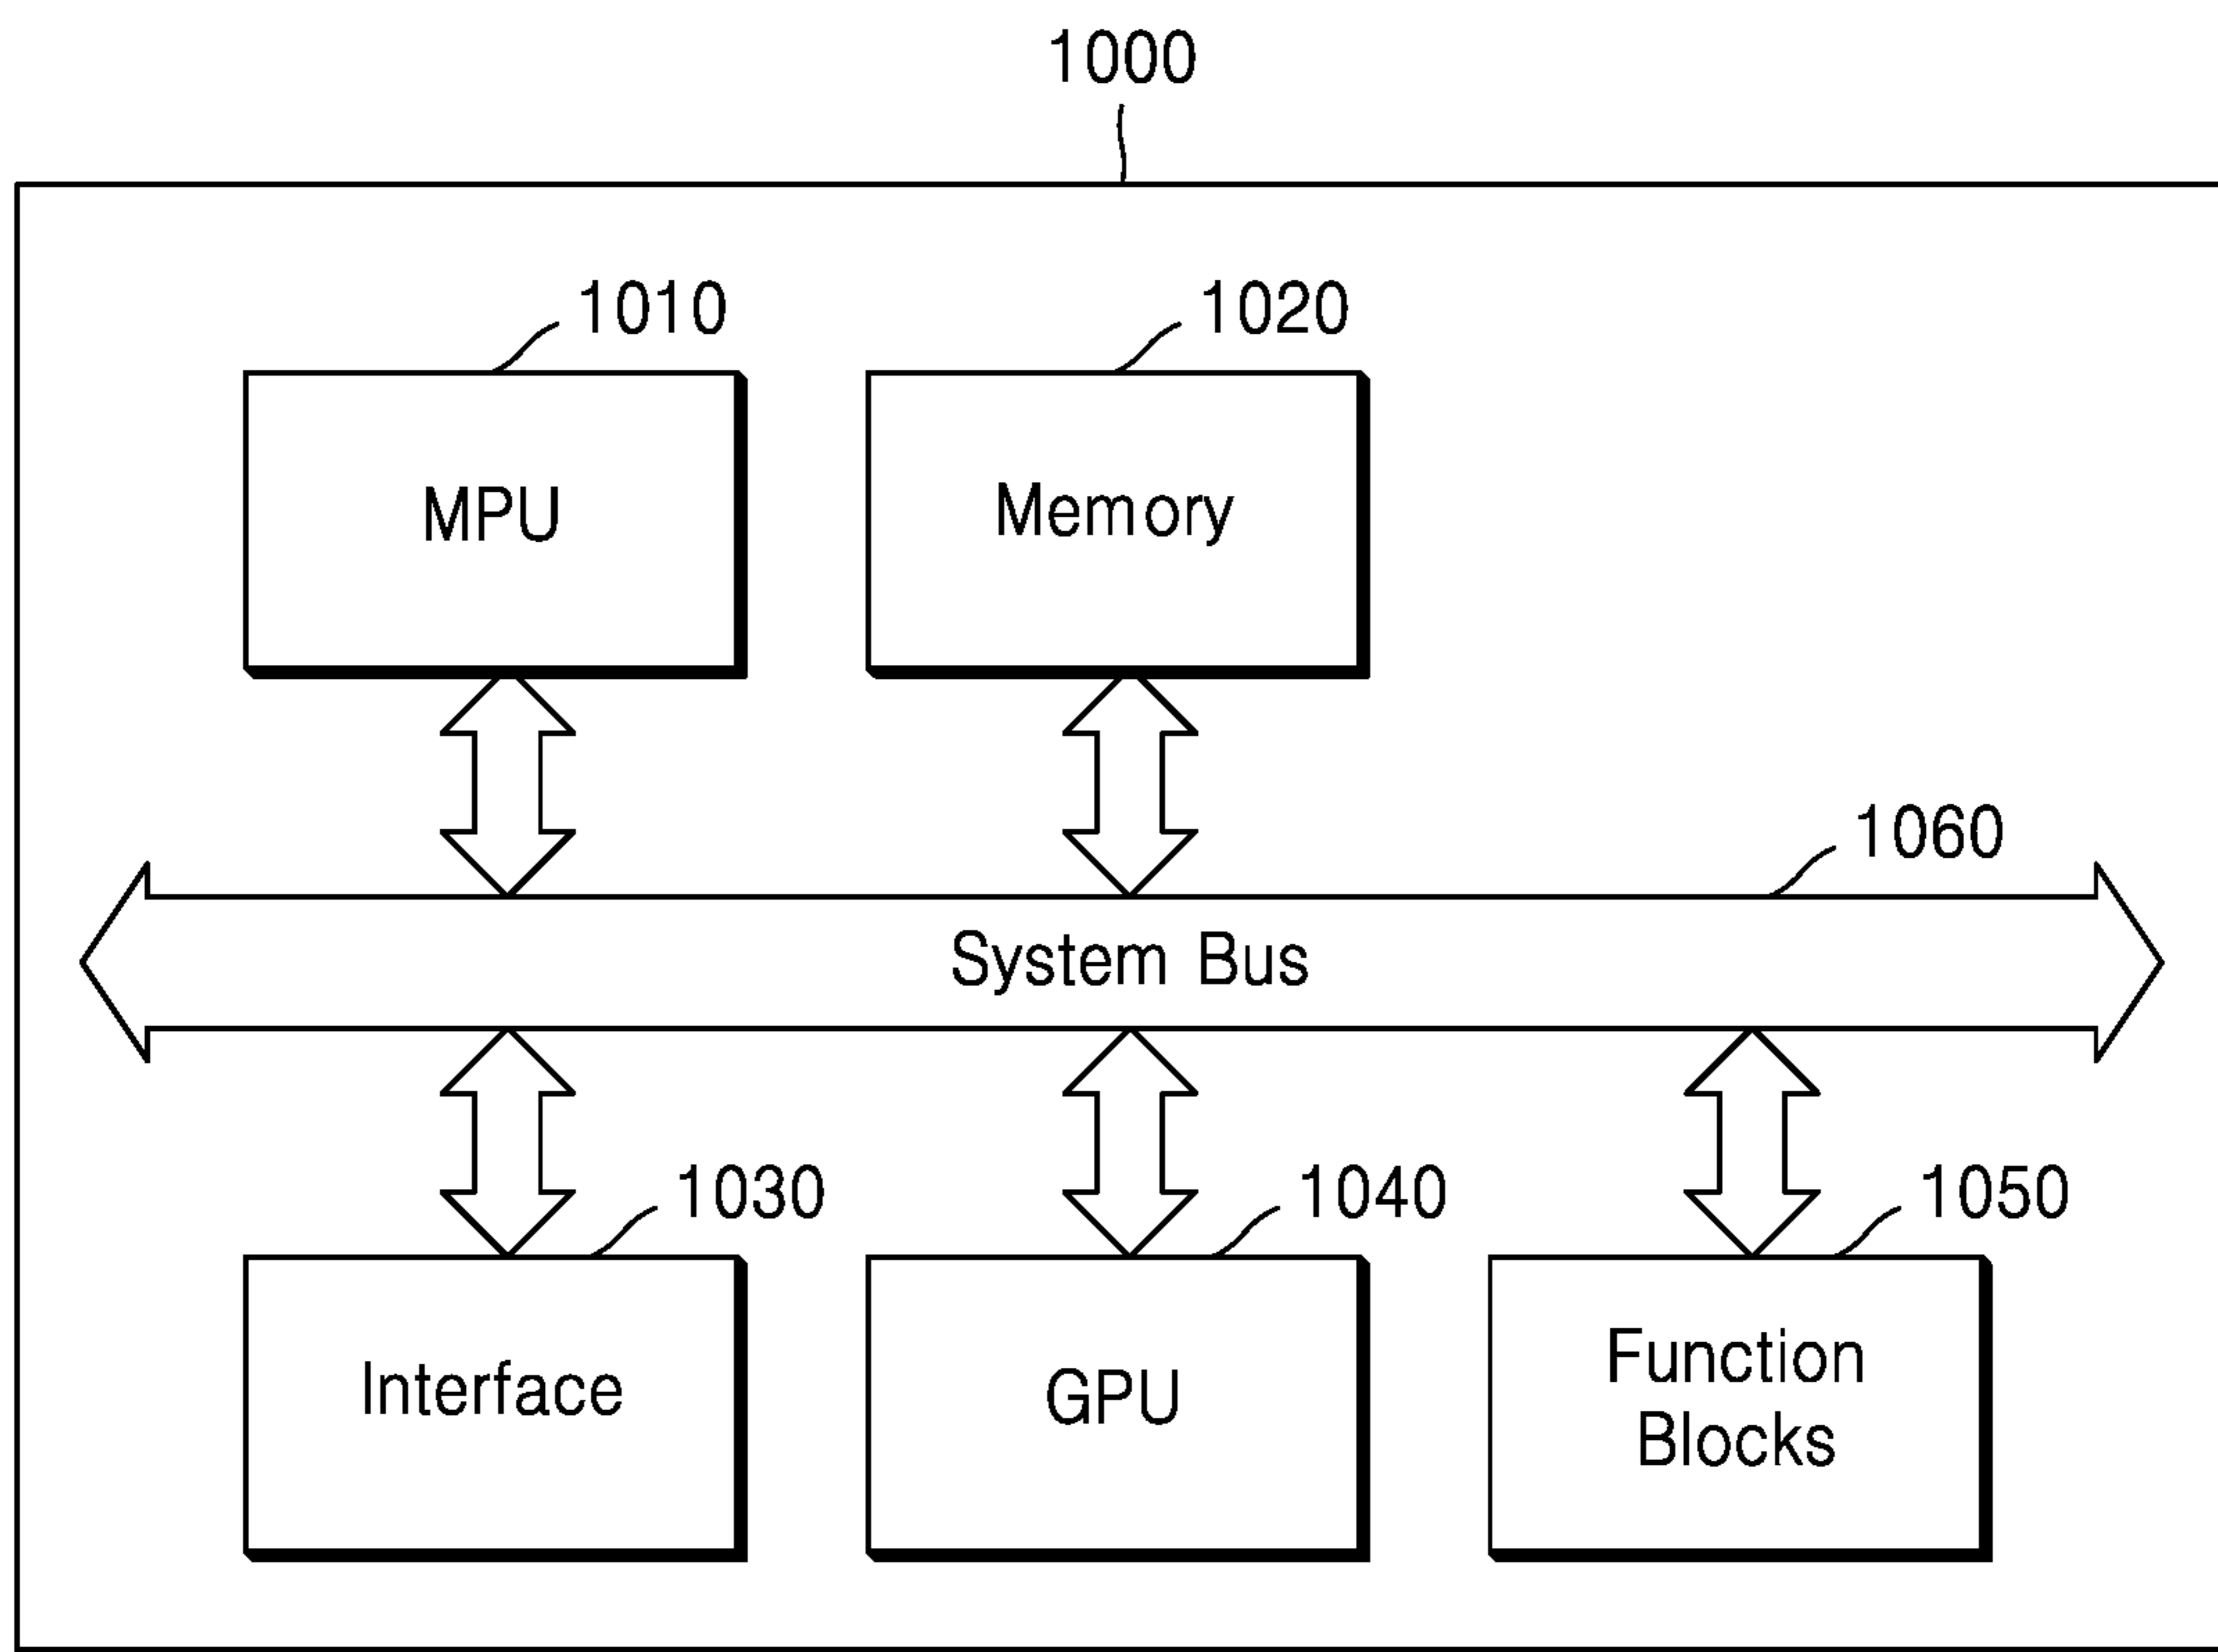 1000
1010
1020
MPU
Memory
1060
System Bus
1030
1040
1050
Interface
GPU
Function
Blocks